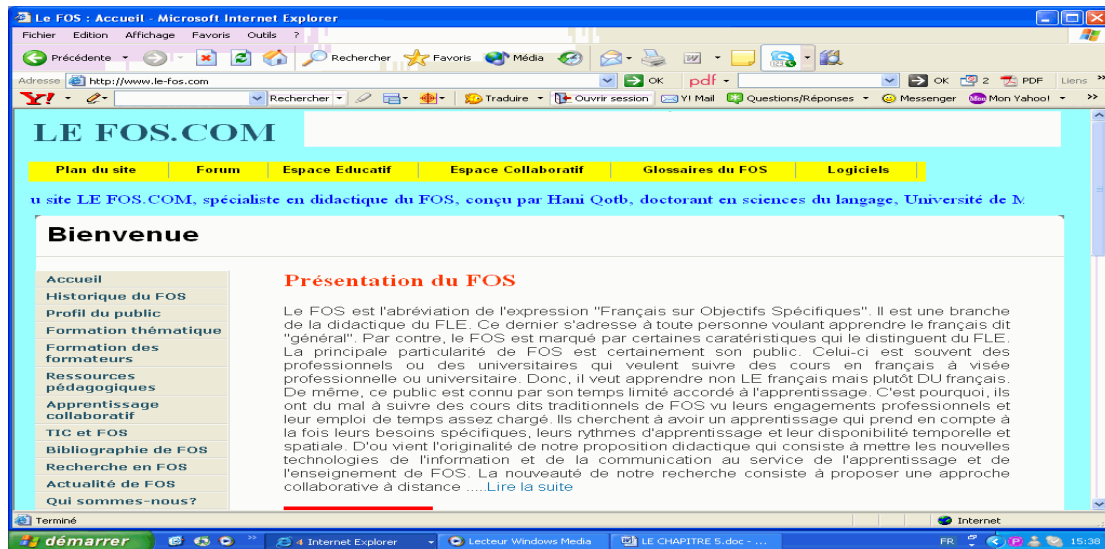 Le FOS : Accueil - Microsoft Internet Explorer
Fichier Edition Affichage Favoris Outils ?
Précédente Rechercher Favoris Média OK pdf OK 2 PDF Liens »
Adresse http://www.le-fos.com
Y! Rechercher Traduire Ouvrir session Y! Mail Questions/Réponses Messenger Mon Yahoo! »
LE FOS.COM
Plan du site Forum Espace Educatif Espace Collaboratif Glossaires du FOS Logiciels
u site LE FOS.COM, spécialiste en didactique du FOS, conçu par Hani Qotb, doctorant en sciences du langage, Université de M
Bienvenue
Accueil
Historique du FOS
Profil du public
Formation thématique
Formation des
formateurs
Ressources
pédagogiques
Apprentissage
collaboratif
TIC et FOS
Bibliographie de FOS
Recherche en FOS
Actualité de FOS
Qui sommes-nous?
Présentation du FOS
Le FOS est l'abréviation de l'expression "Français sur Objectifs Spécifiques". Il est une branche
de la didactique du FLE. Ce dernier s'adresse à toute personne voulant apprendre le français dit
"général". Par contre, le FOS est marqué par certaines caratéristiques qui le distinguent du FLE.
La principale particularité de FOS est certainement son public. Celui-ci est souvent des
professionnels ou des universitaires qui veulent suivre des cours en français à visée
professionnelle ou universitaire. Donc, il veut apprendre non LE français mais plutôt DU français.
De même, ce public est connu par son temps limité accordé à l'apprentissage. C'est pourquoi, ils
ont du mal à suivre des cours dits traditionnels de FOS vu leurs engagements professionnels et
leur emploi de temps assez chargé. Ils cherchent à avoir un apprentissage qui prend en compte à
la fois leurs besoins spécifiques, leurs rythmes d'apprentissage et leur disponibilité temporelle et
spatiale. D'ou vient l'originalité de notre proposition didactique qui consiste à mettre les nouvelles
technologies de l'information et de la communication au service de l'apprentissage et de
l'enseignement de FOS. La nouveauté de notre recherche consiste à proposer une approche
collaborative à distance .....Lire la suite
Terminé Internet
démarrer » 4 Internet Explorer Lecteur Windows Media LE CHAPITRE 5.doc - ... FR 15:38